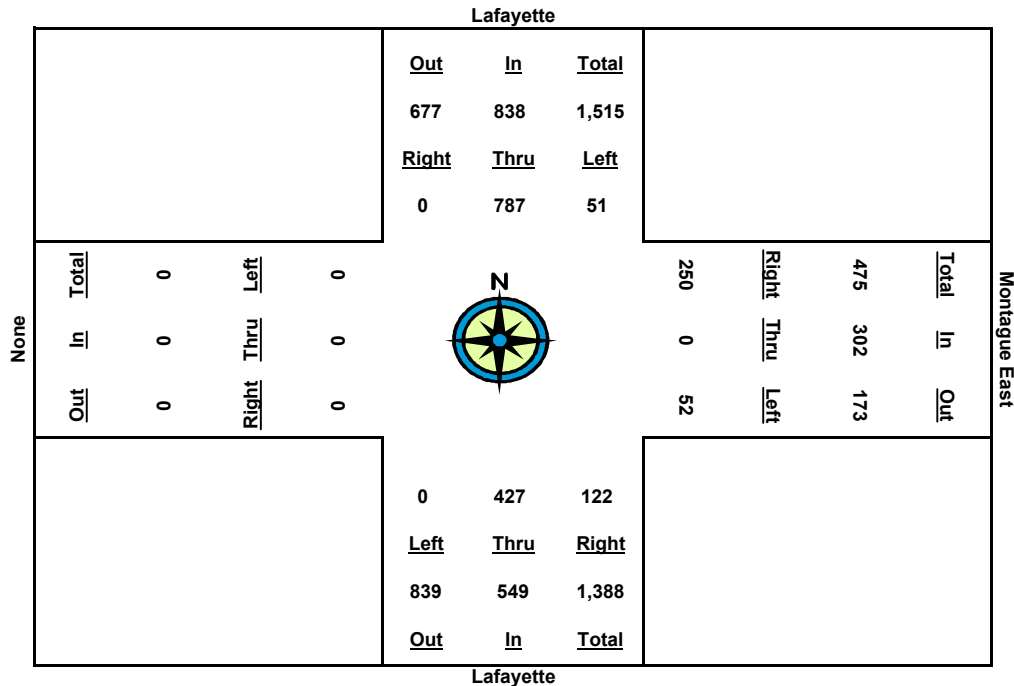 Lafayette
Out In Total
677 838 1,515
Right Thru Left
0 787 51
None
Total In Out
0 0 0
Left Thru Right
0 0 0
N
250 0 52
Right Thru Left
475 302 173
Total In Out
Montague East
0 427 122
Left Thru Right
839 549 1,388
Out In Total
Lafayette